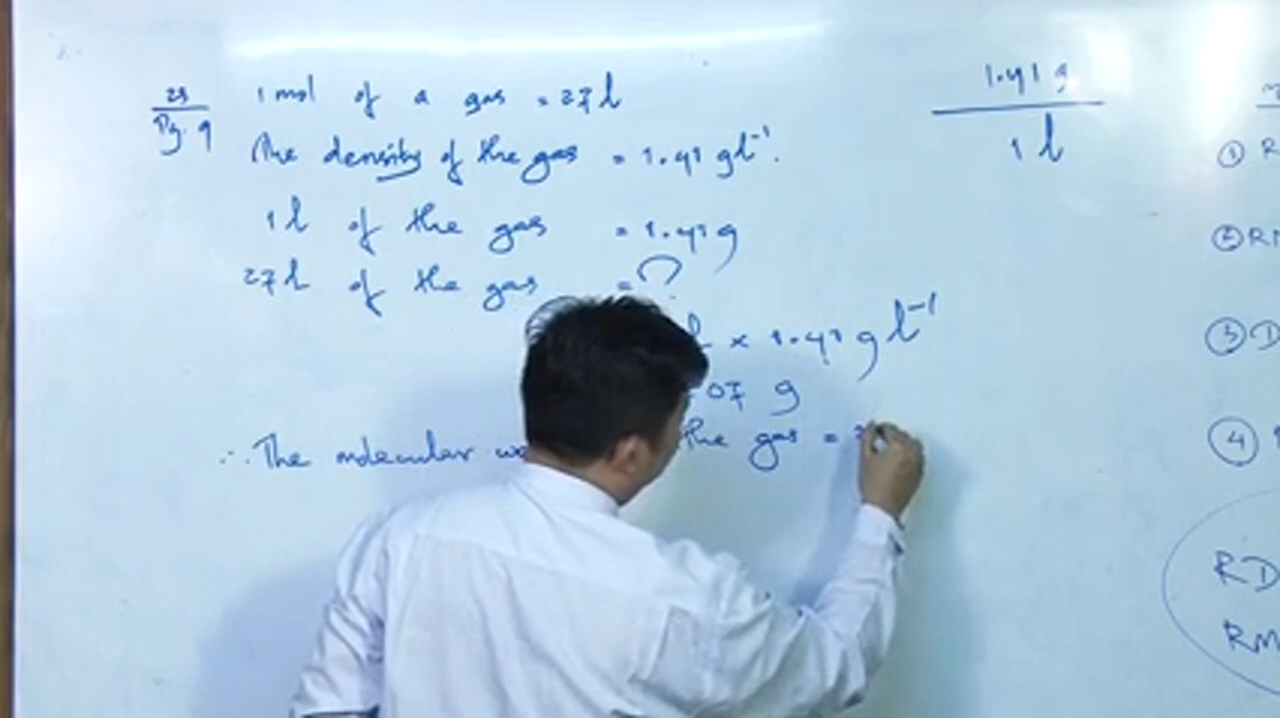 1 mol of a gas = 27 l
The density of the gas = 1.41 g l⁻¹.
1 l of the gas = 1.41 g
27 l of the gas = ?
l × 1.41 g l⁻¹
07 g
∴ The molecular the gas =
1.41 g
1 l
Pg. 9
① R
② RM
③ D
④
RD
RM